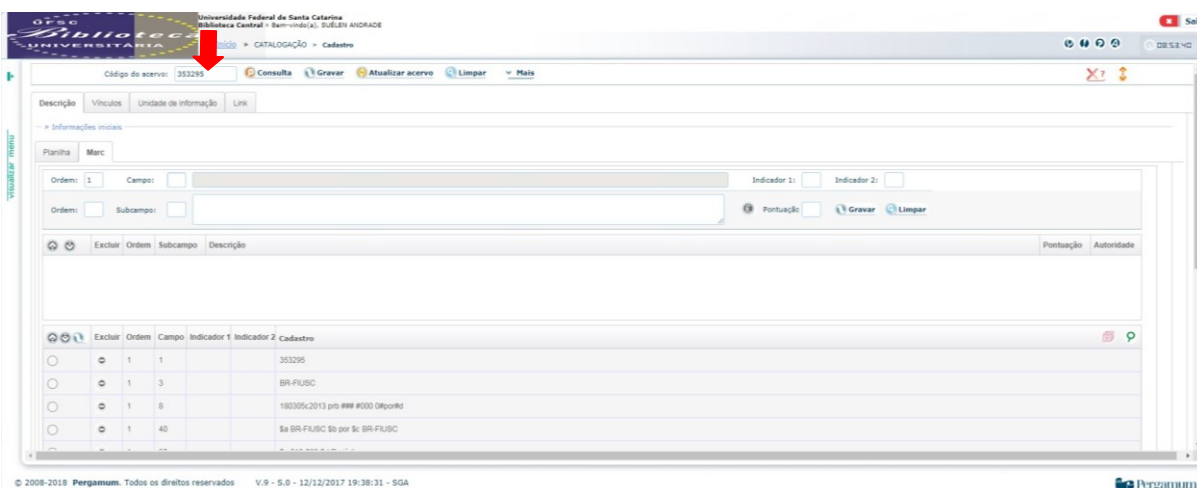 UFSC
Biblioteca
UNIVERSITARIA
Universidade Federal de Santa Catarina
Biblioteca Central - Bem-vindo(a), SUÉLEN ANDRADE
Início > CATALOGAÇÃO > Cadastro
Sai
08:53:40
Visualizar menu
Código do acervo: 353295 Consulta Gravar Atualizar acervo Limpar Mais
Descrição Vínculos Unidade de informação Link
» Informações iniciais
Planilha Marc
Ordem: 1 Campo: Indicador 1: Indicador 2:
Ordem: Subcampo: Pontuação Gravar Limpar
Excluir Ordem Subcampo Descrição Pontuação Autoridade
Excluir Ordem Campo Indicador 1 Indicador 2 Cadastro
1 1 353295
1 3 BR-FlUSC
1 8 180305c2013 prb ### #000 0#por#d
1 40 $a BR-FlUSC $b por $c BR-FlUSC
© 2008-2018 Pergamum. Todos os direitos reservados V.9 - 5.0 - 12/12/2017 19:38:31 - SGA
Pergamum